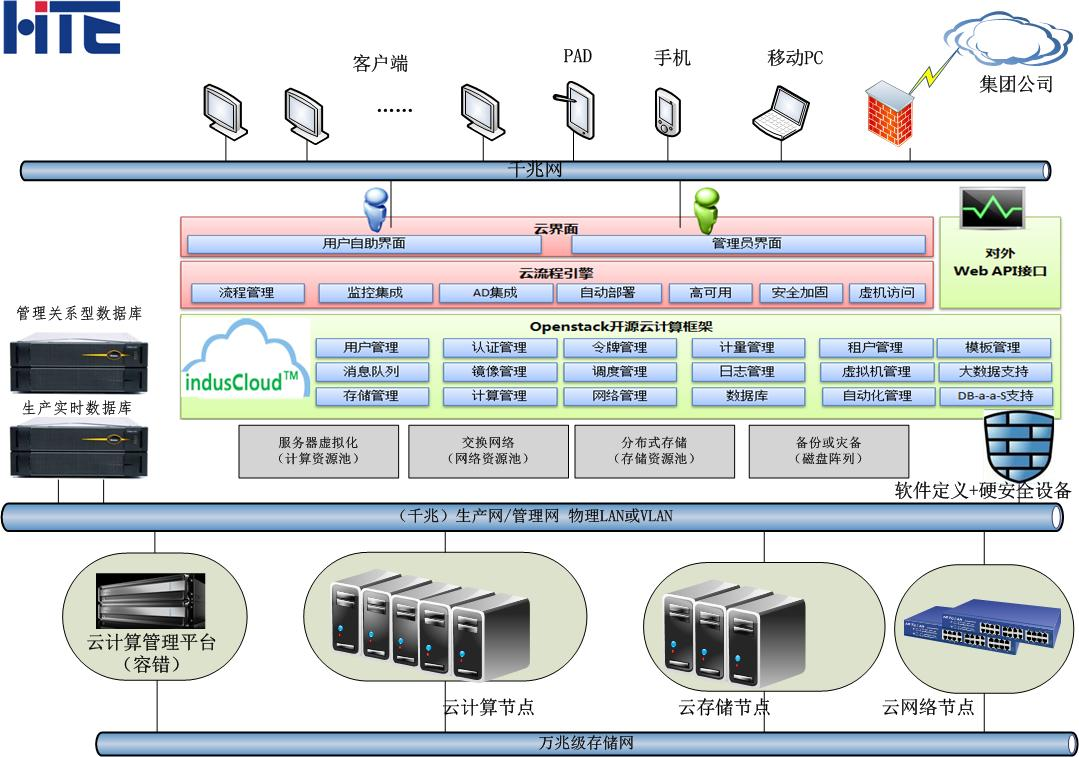 HITE
客户端
PAD
手机
移动PC
集团公司
……
千兆网
云界面
用户自助界面
管理员界面
对外
Web API接口
云流程引擎
流程管理
监控集成
AD集成
自动部署
高可用
安全加固
虚机访问
管理关系型数据库
生产实时数据库
indusCloud™
Openstack开源云计算框架
用户管理
认证管理
令牌管理
计量管理
租户管理
模板管理
消息队列
镜像管理
调度管理
日志管理
虚拟机管理
大数据支持
存储管理
计算管理
网络管理
数据库
自动化管理
DB-a-a-S支持
服务器虚拟化
（计算资源池）
交换网络
（网络资源池）
分布式存储
（存储资源池）
备份或灾备
（磁盘阵列）
软件定义+硬安全设备
（千兆）生产网/管理网 物理LAN或VLAN
云计算管理平台
（容错）
云计算节点
云存储节点
云网络节点
万兆级存储网